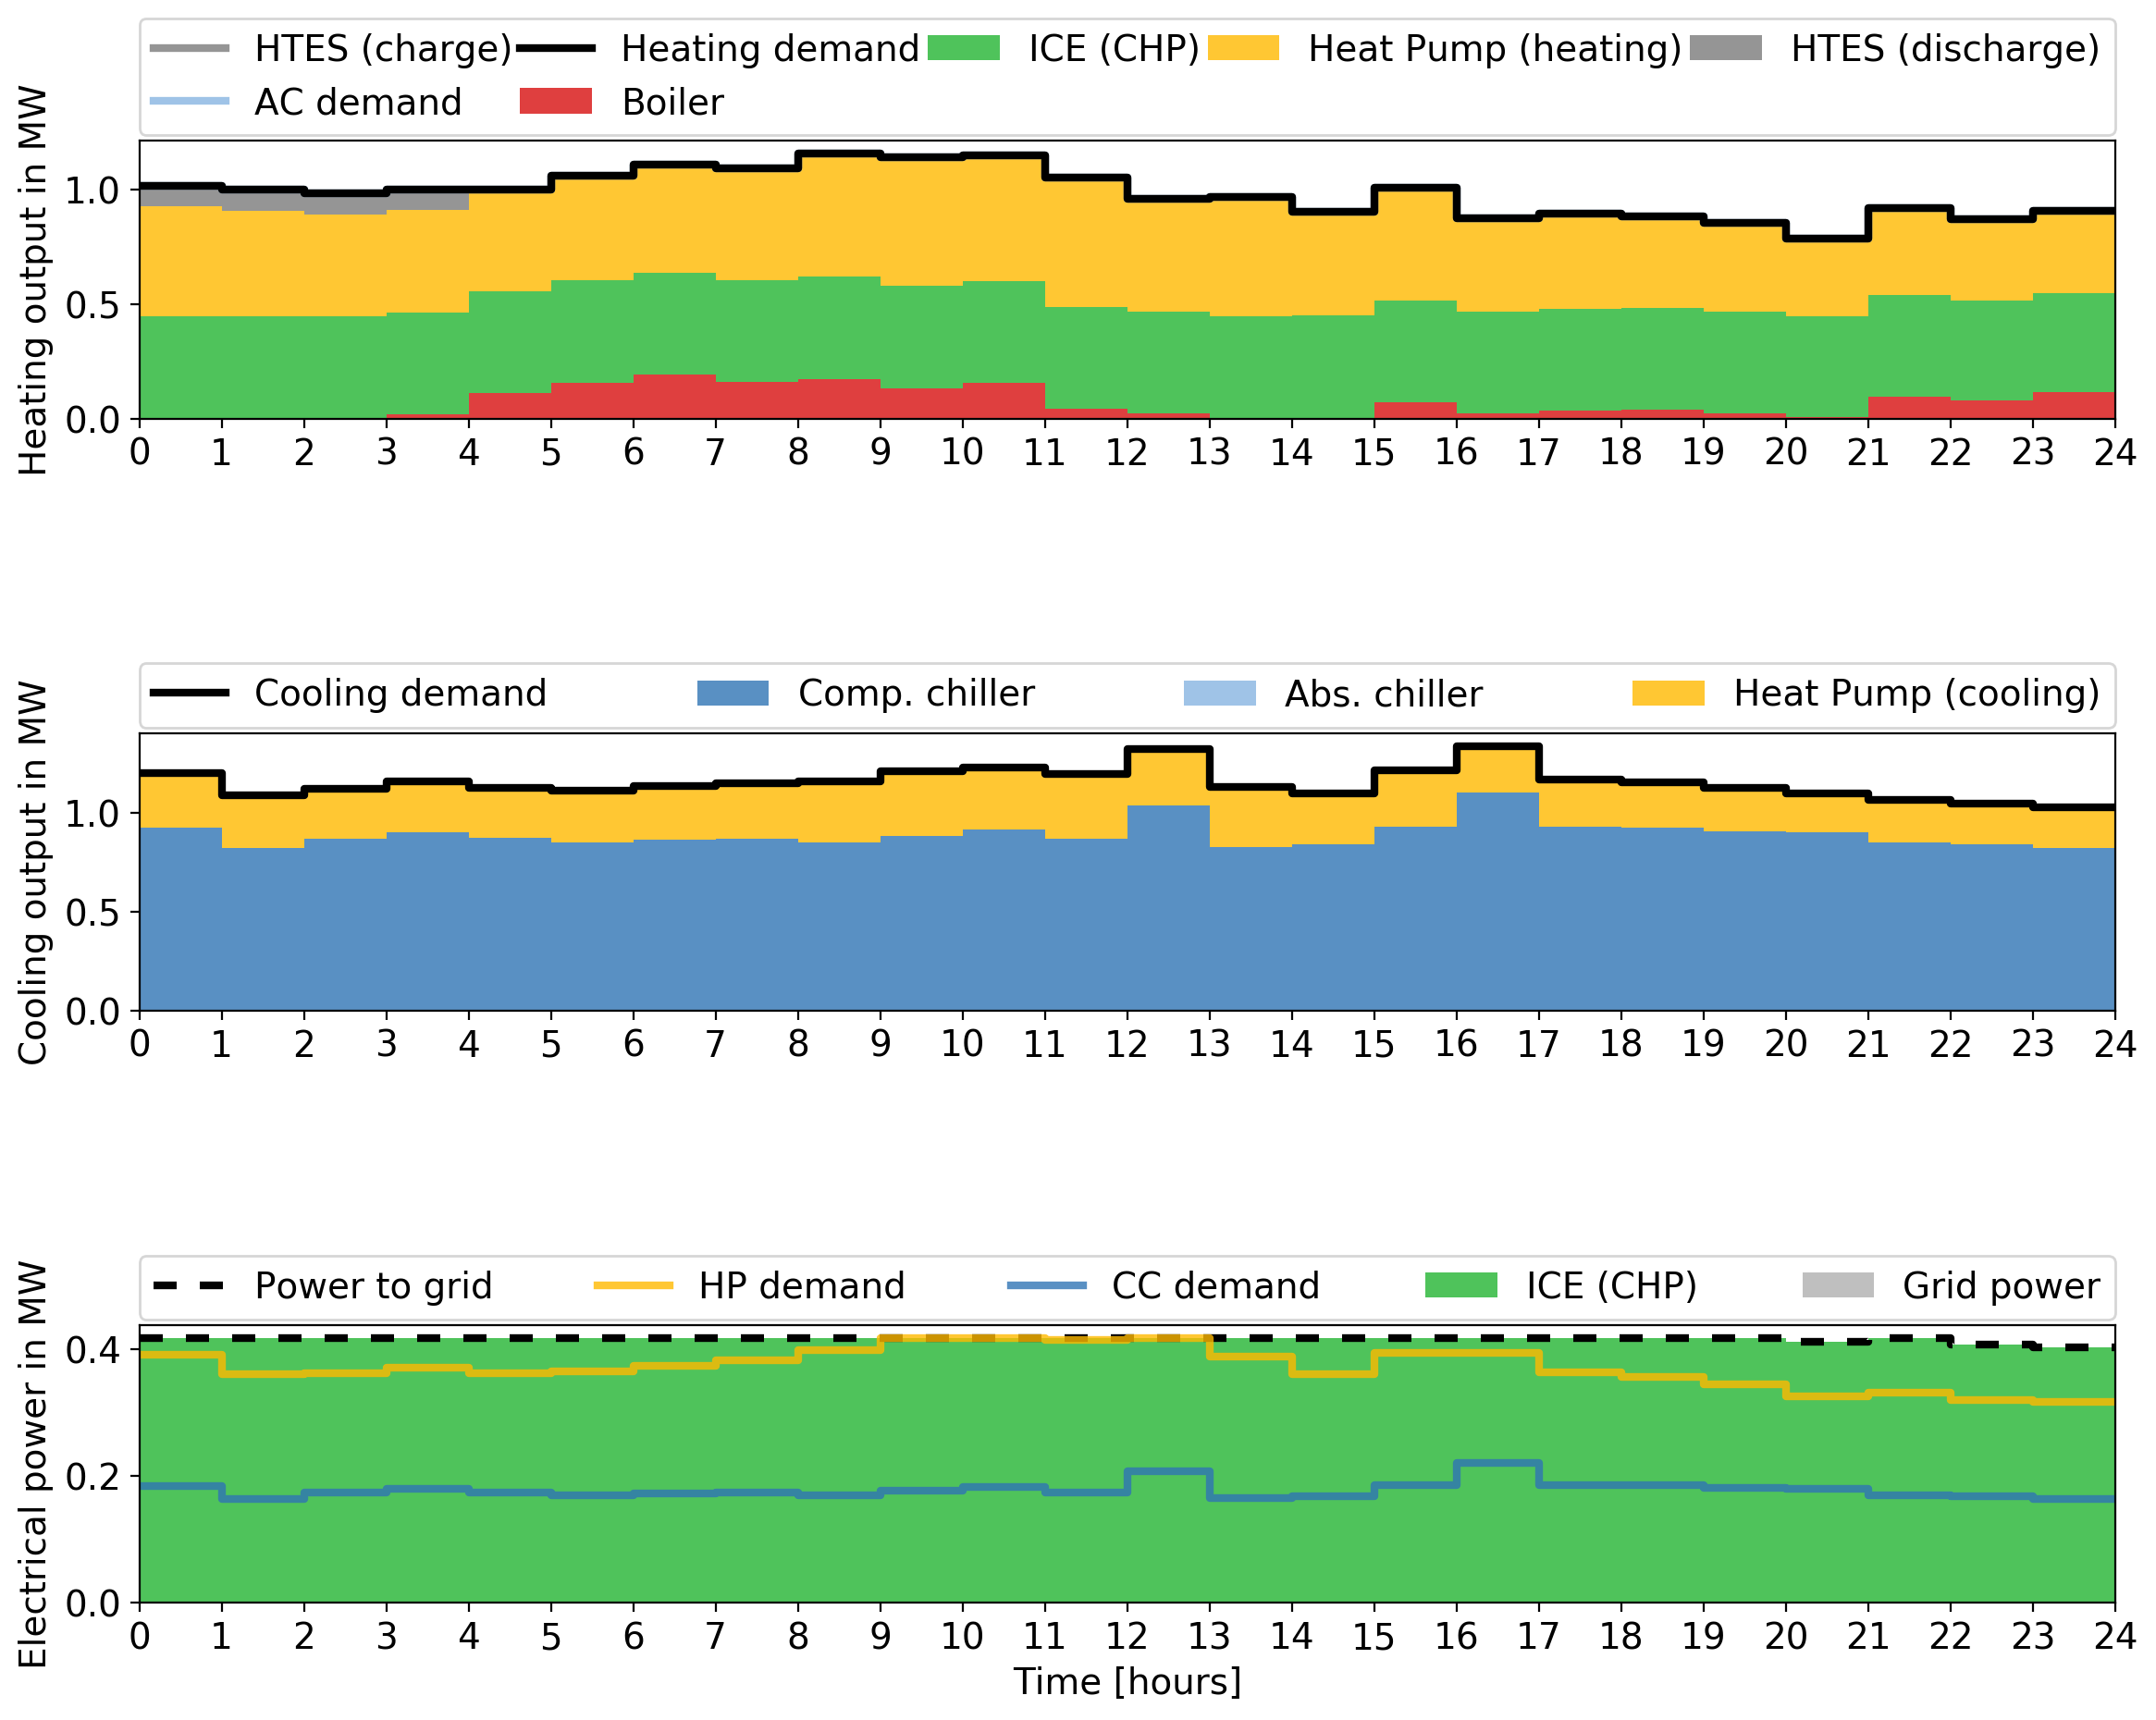 HTES (charge) Heating demand ICE (CHP) Heat Pump (heating) HTES (discharge)
AC demand Boiler
Heating output in MW
1.0
0.5
0.0
0 1 2 3 4 5 6 7 8 9 10 11 12 13 14 15 16 17 18 19 20 21 22 23 24
Cooling demand Comp. chiller Abs. chiller Heat Pump (cooling)
Cooling output in MW
1.0
0.5
0.0
0 1 2 3 4 5 6 7 8 9 10 11 12 13 14 15 16 17 18 19 20 21 22 23 24
Power to grid HP demand CC demand ICE (CHP) Grid power
Electrical power in MW
0.4
0.2
0.0
0 1 2 3 4 5 6 7 8 9 10 11 12 13 14 15 16 17 18 19 20 21 22 23 24
Time [hours]